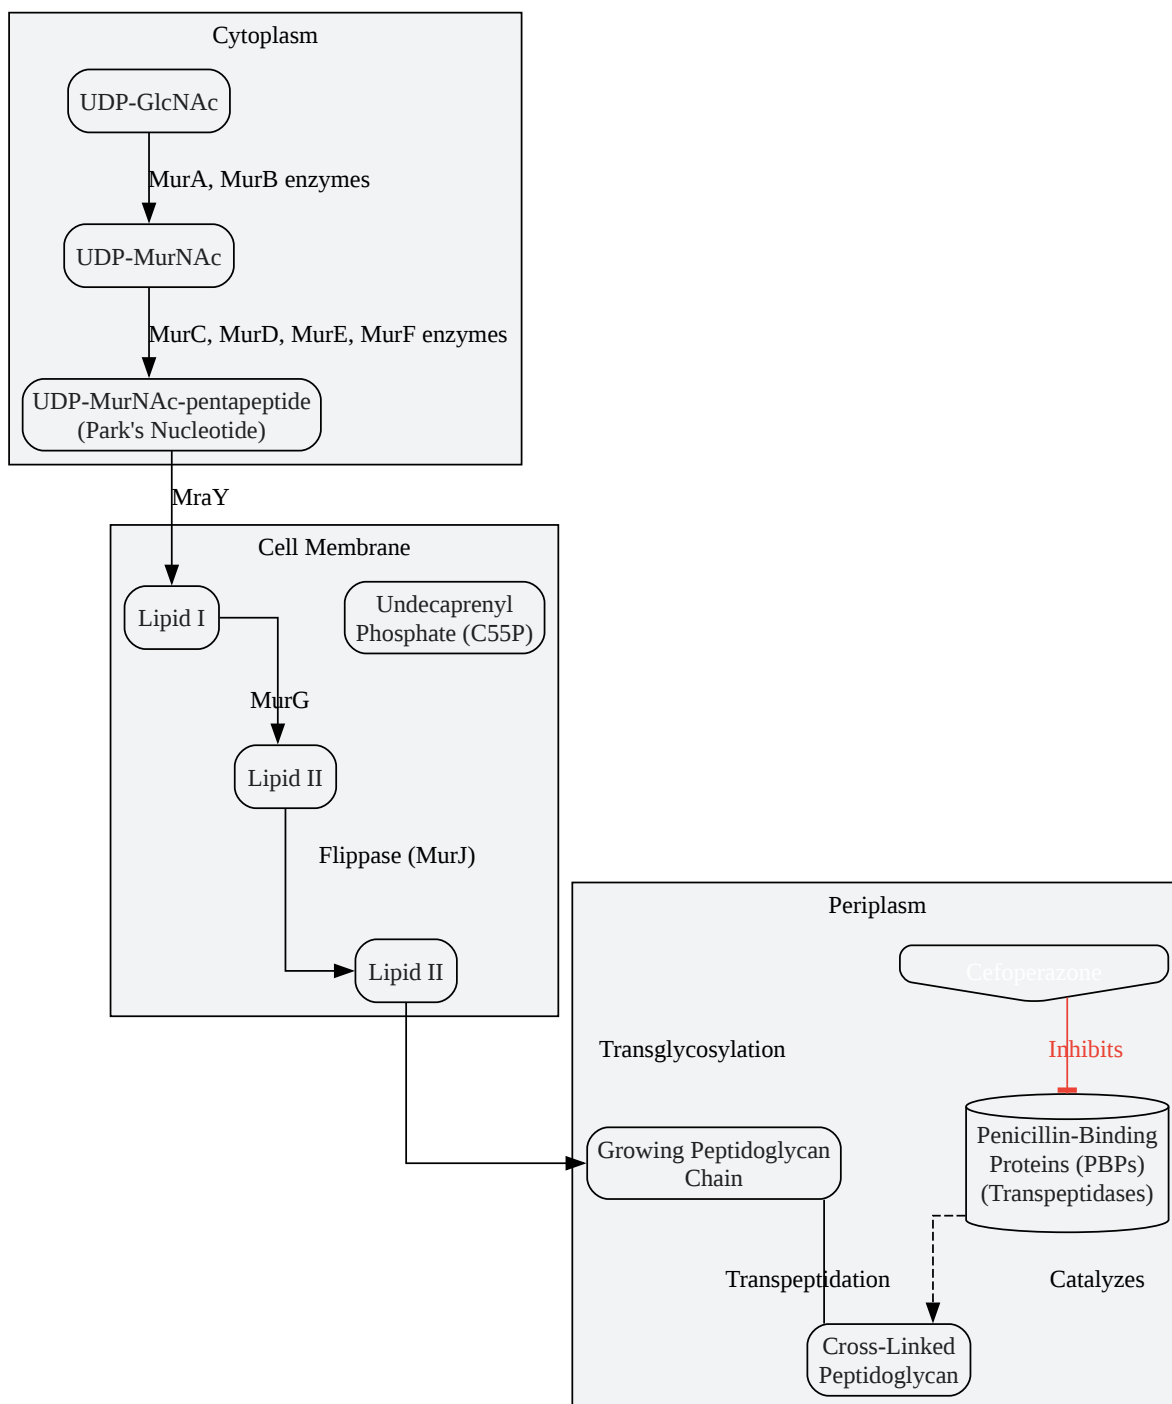 Cytoplasm
UDP-GlcNAc
MurA, MurB enzymes
UDP-MurNAc
MurC, MurD, MurE, MurF enzymes
UDP-MurNAc-pentapeptide
(Park's Nucleotide)
MraY
Cell Membrane
Lipid I
Undecaprenyl
Phosphate (C55P)
MurG
Lipid II
Flippase (MurJ)
Lipid II
Periplasm
Cefoperazone
Transglycosylation
Inhibits
Growing Peptidoglycan
Chain
Penicillin-Binding
Proteins (PBPs)
(Transpeptidases)
Transpeptidation
Catalyzes
Cross-Linked
Peptidoglycan